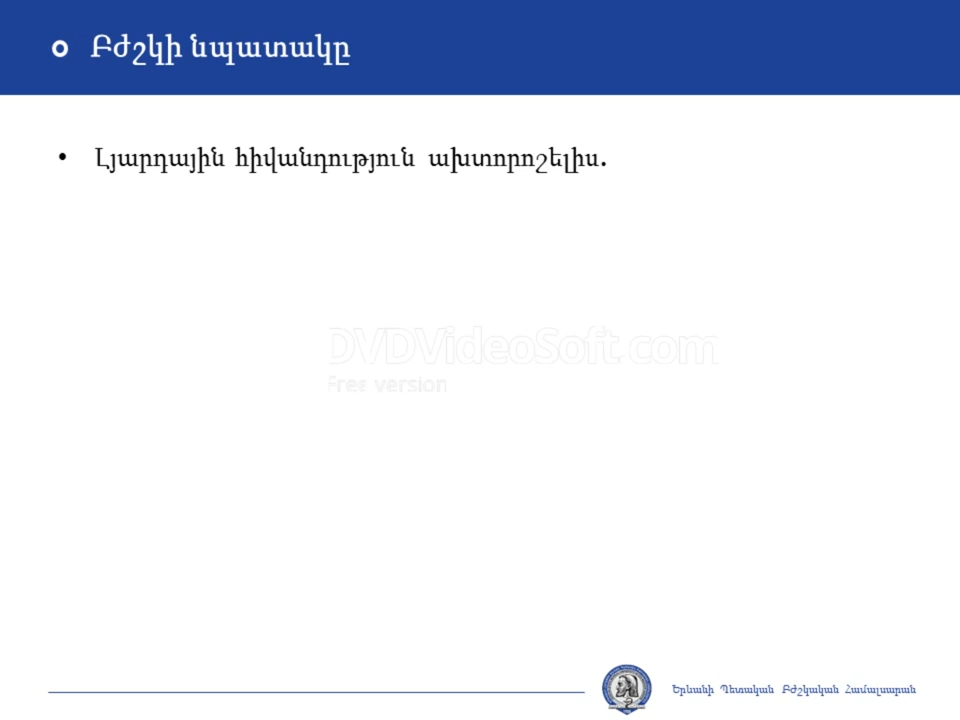 Բժշկի նպատակը
• Լյարդային հիվանդություն ախտորոշելիս.
DVDVideoSoft.com
Free version
Երևանի Պետական Բժշկական Համալսարան